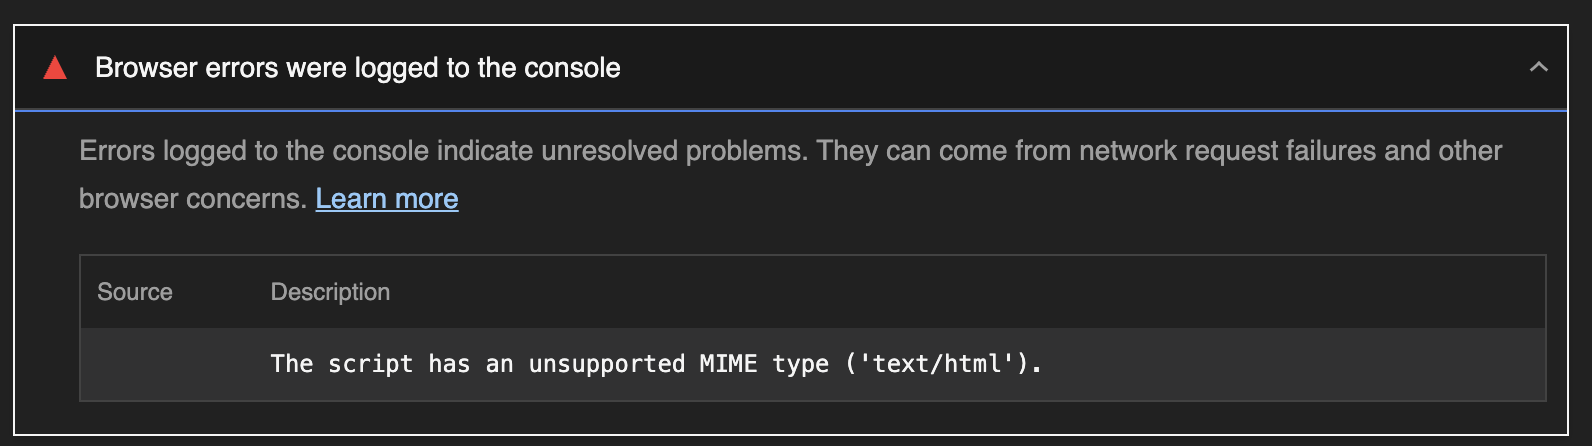 Browser errors were logged to the console
Errors logged to the console indicate unresolved problems. They can come from network request failures and other
browser concerns. Learn more
Source Description
The script has an unsupported MIME type ('text/html').